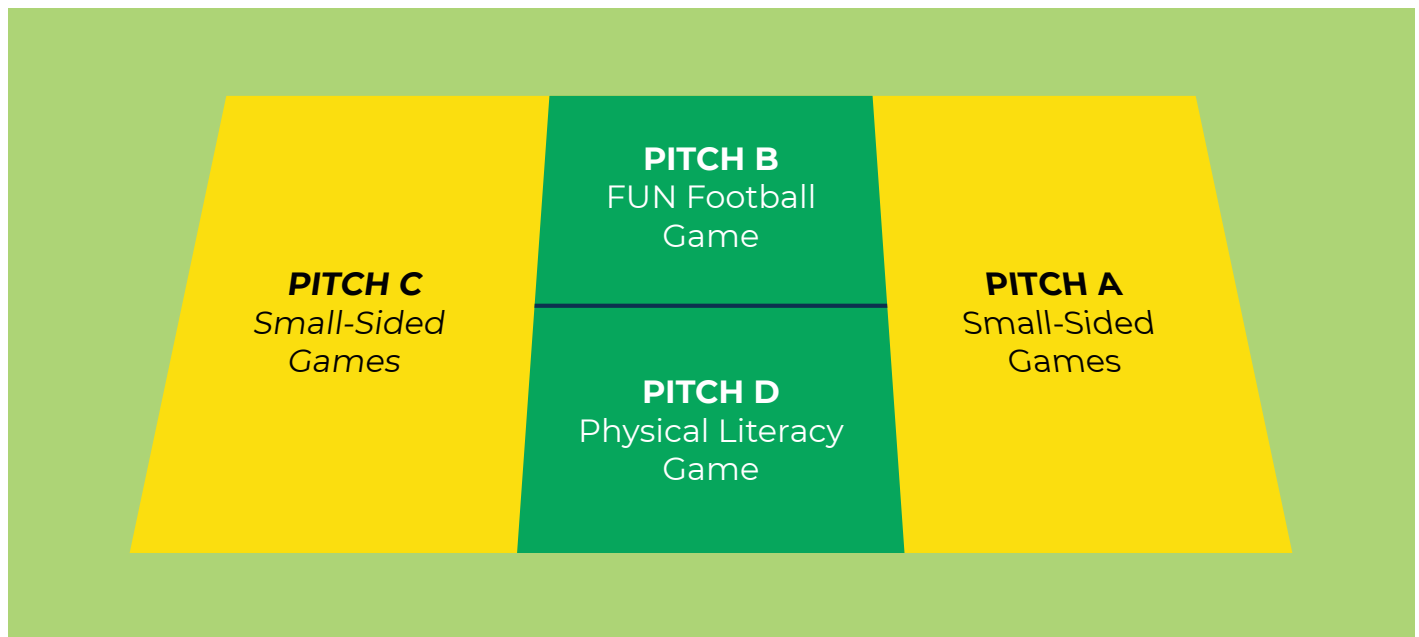 PITCH B
FUN Football
Game
PITCH C
Small-Sided
Games
PITCH A
Small-Sided
Games
PITCH D
Physical Literacy
Game